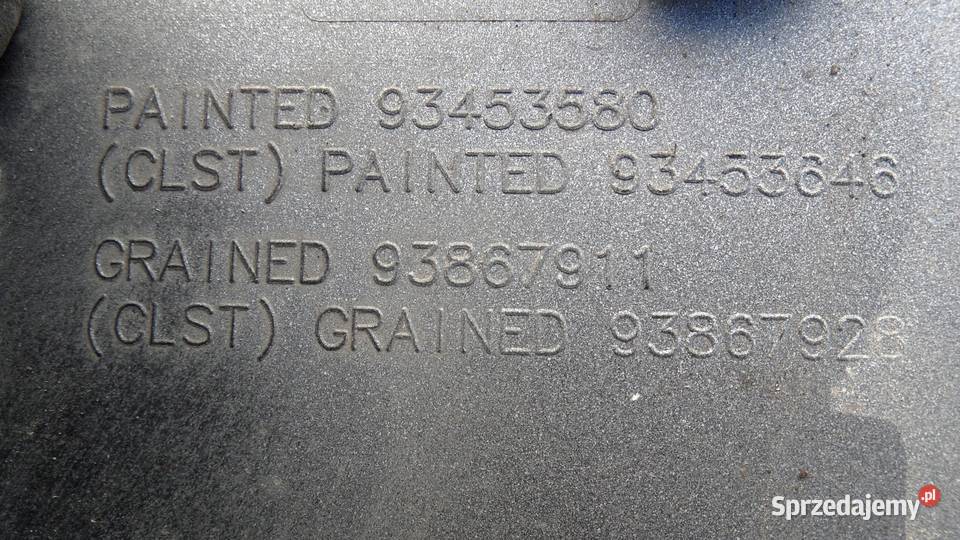 PAINTED 93453580
(CLST) PAINTED 93453646
GRAINED 93867911
(CLST) GRAINED 93867928
Sprzedajemy.pl